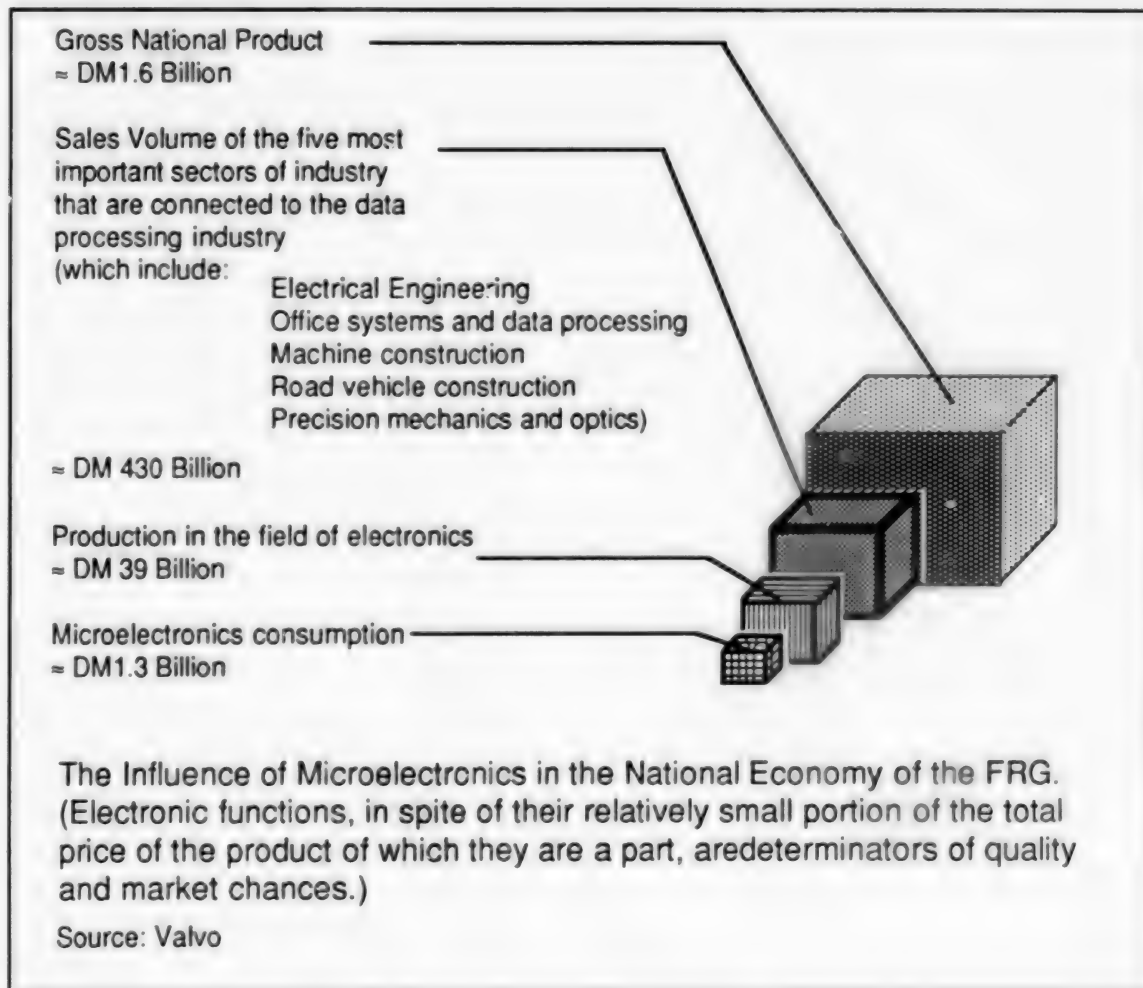 Gross National Product
≈ DM1.6 Billion
Sales Volume of the five most
important sectors of industry
that are connected to the data
processing industry
(which include:
Electrical Engineering
Office systems and data processing
Machine construction
Road vehicle construction
Precision mechanics and optics)
≈ DM 430 Billion
Production in the field of electronics
≈ DM 39 Billion
Microelectronics consumption
≈ DM1.3 Billion
The Influence of Microelectronics in the National Economy of the FRG.
(Electronic functions, in spite of their relatively small portion of the total
price of the product of which they are a part, aredeterminators of quality
and market chances.)
Source: Valvo